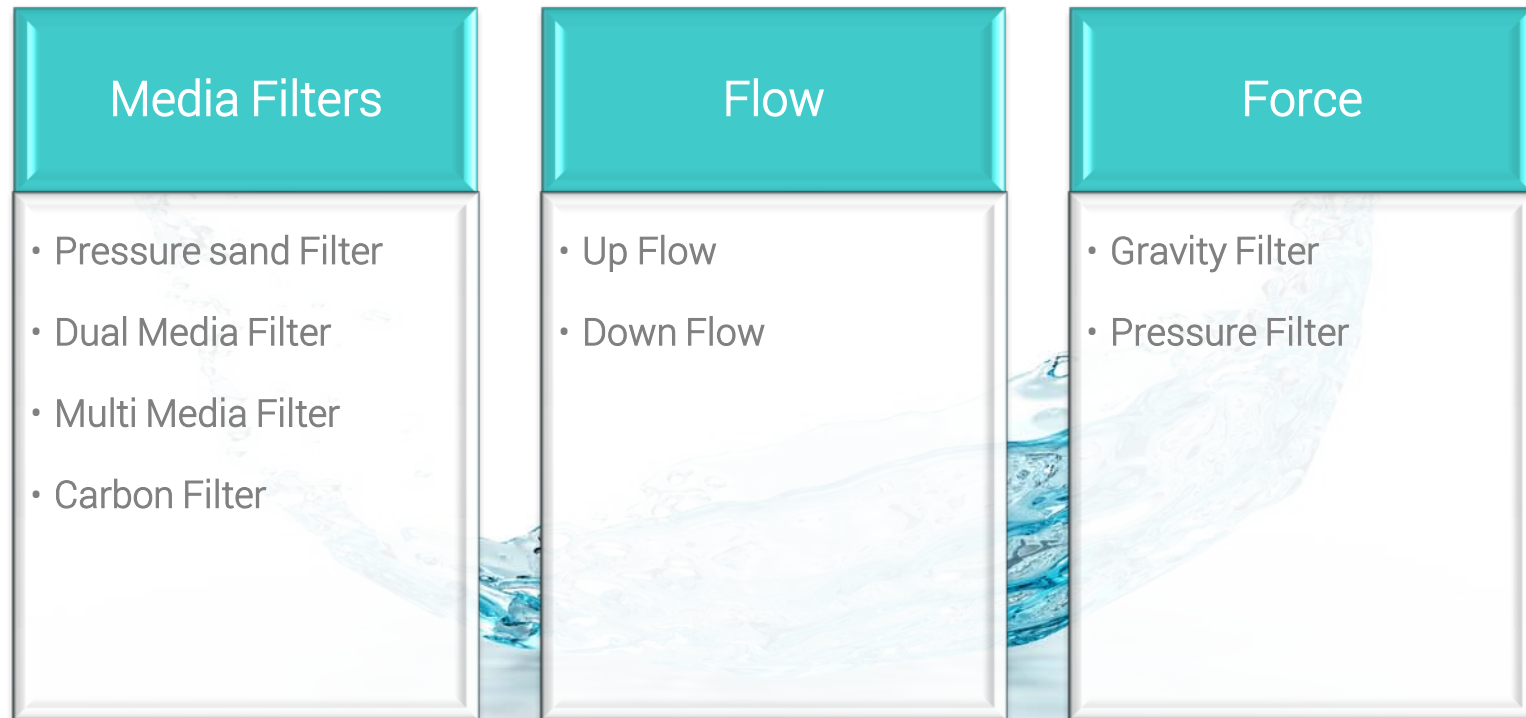 Media Filters
• Pressure sand Filter
• Dual Media Filter
• Multi Media Filter
• Carbon Filter
Flow
• Up Flow
• Down Flow
Force
• Gravity Filter
• Pressure Filter